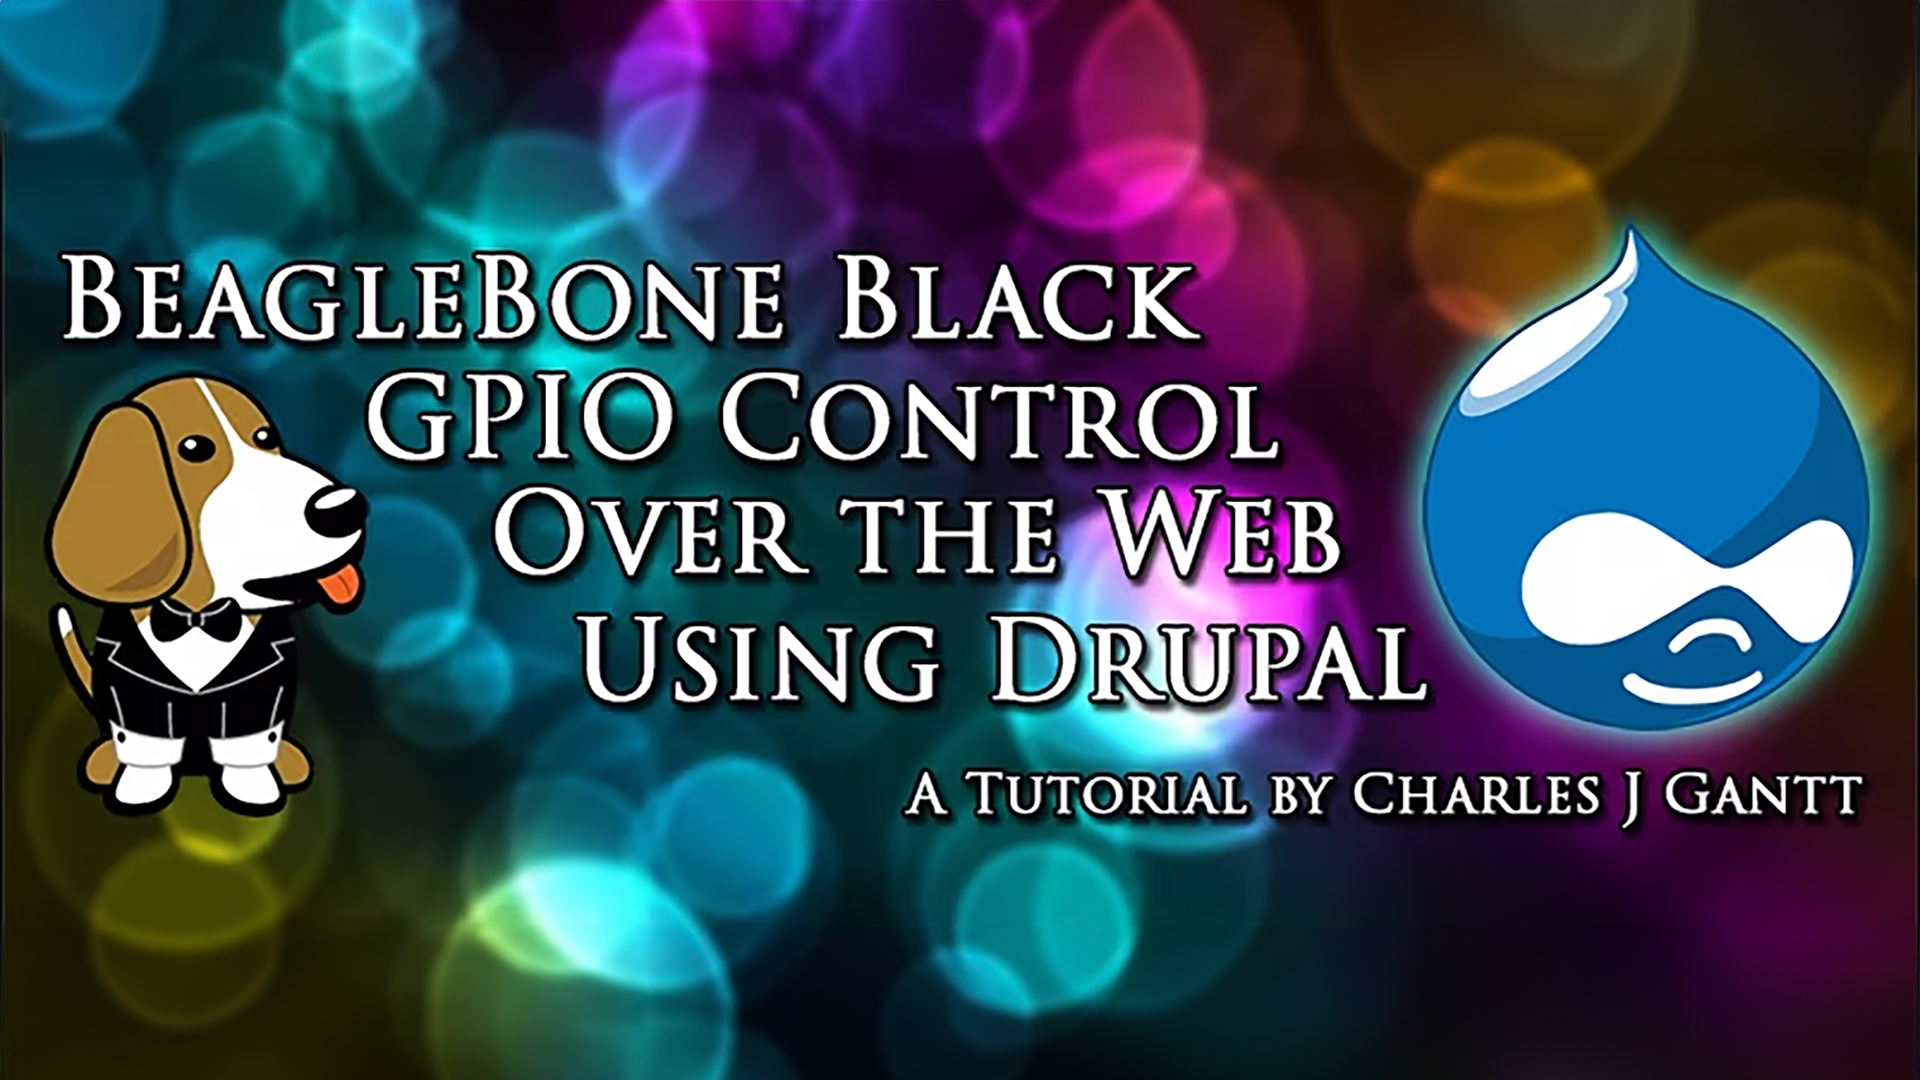 BeagleBone Black
GPIO Control
Over the Web
Using Drupal
A Tutorial by Charles J Gantt